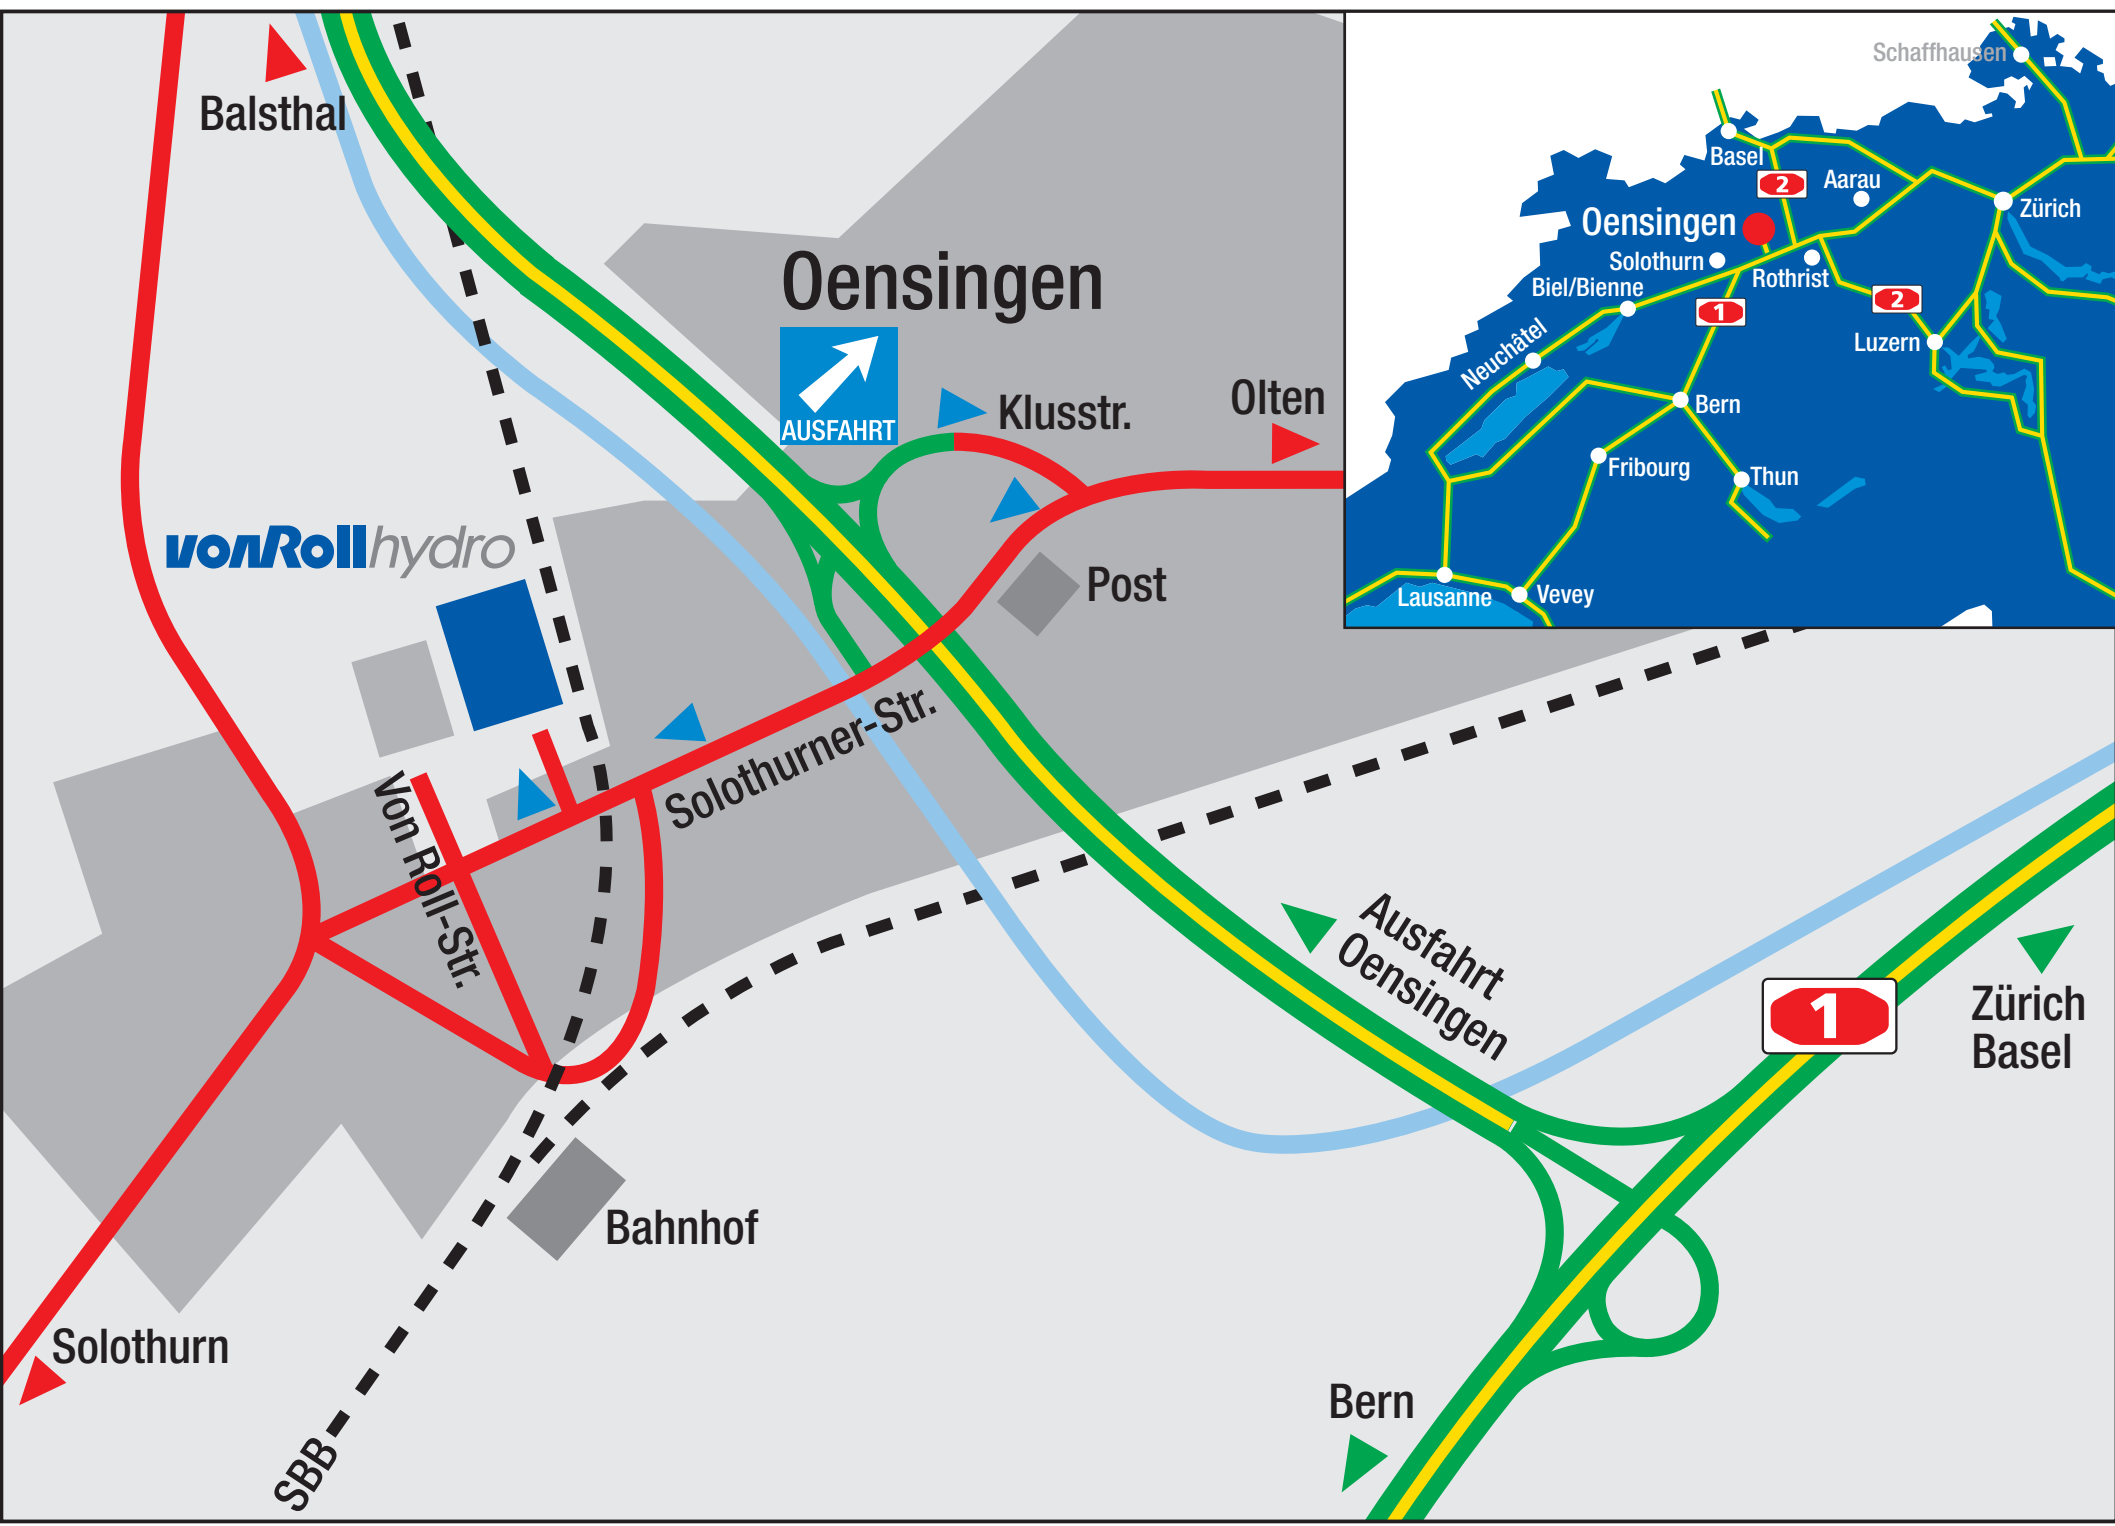 Balsthal
Oensingen
AUSFAHRT
Klusstr.
Olten
vonRoll hydro
Post
Solothurner-Str.
Von Roll-Str.
Ausfahrt
Oensingen
1
Zürich
Basel
Bahnhof
Solothurn
Bern
SBB
Schaffhausen
Basel
2
Aarau
Oensingen
Zürich
Solothurn
Rothrist
Biel/Bienne
1
2
Neuchâtel
Luzern
Bern
Fribourg
Thun
Lausanne
Vevey